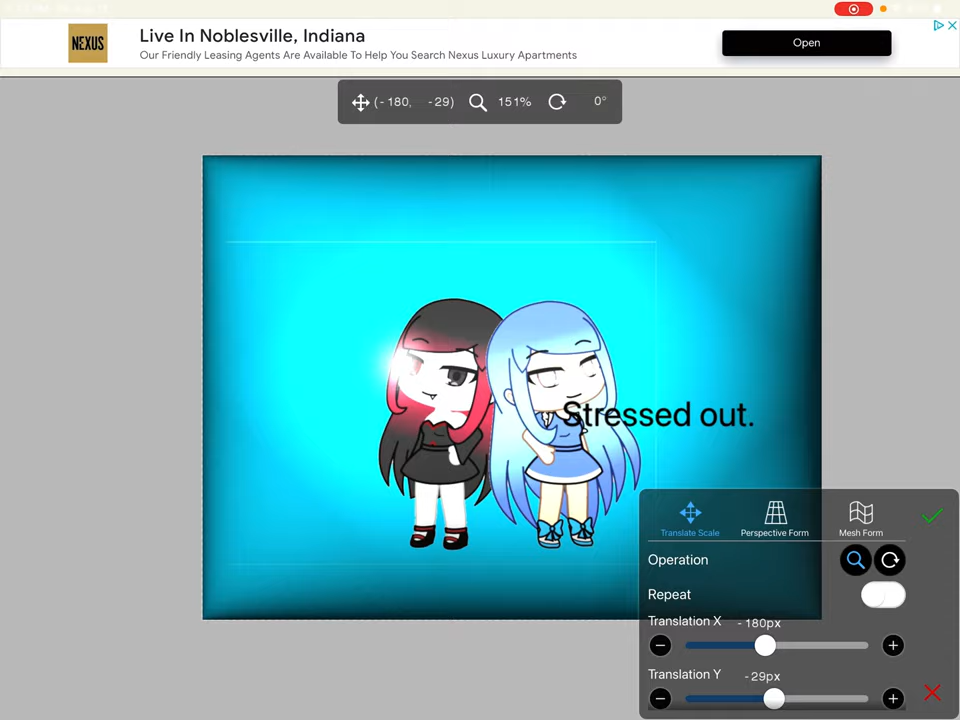 NEXUS
Live In Noblesville, Indiana
Our Friendly Leasing Agents Are Available To Help You Search Nexus Luxury Apartments
Open
(-180, -29) 151% 0°
Stressed out.
Translate Scale Perspective Form Mesh Form
Operation
Repeat
Translation X -180px
Translation Y -29px